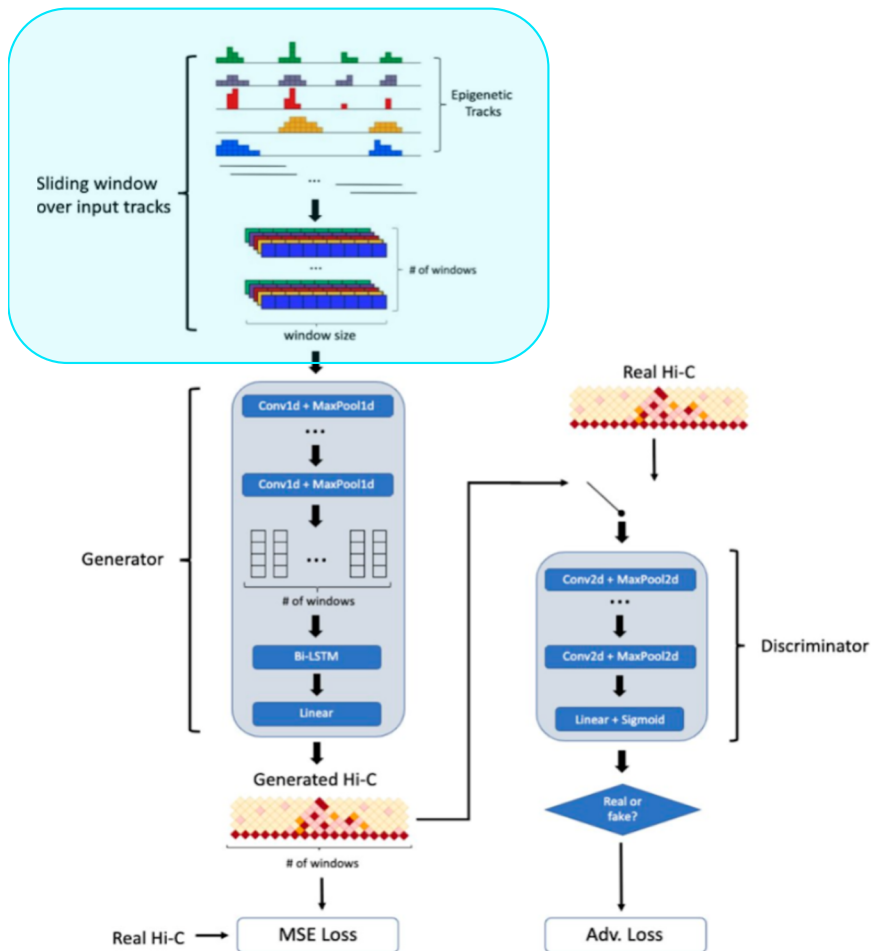 Epigenetic
Tracks
Sliding window
over input tracks
...
# of windows
...
window size
Real Hi-C
Conv1d + MaxPool1d
...
Conv1d + MaxPool1d
Generator
...
# of windows
Bi-LSTM
Linear
Conv2d + MaxPool2d
...
Conv2d + MaxPool2d
Discriminator
Linear + Sigmoid
Generated Hi-C
Real or
fake?
# of windows
Real Hi-C
MSE Loss
Adv. Loss